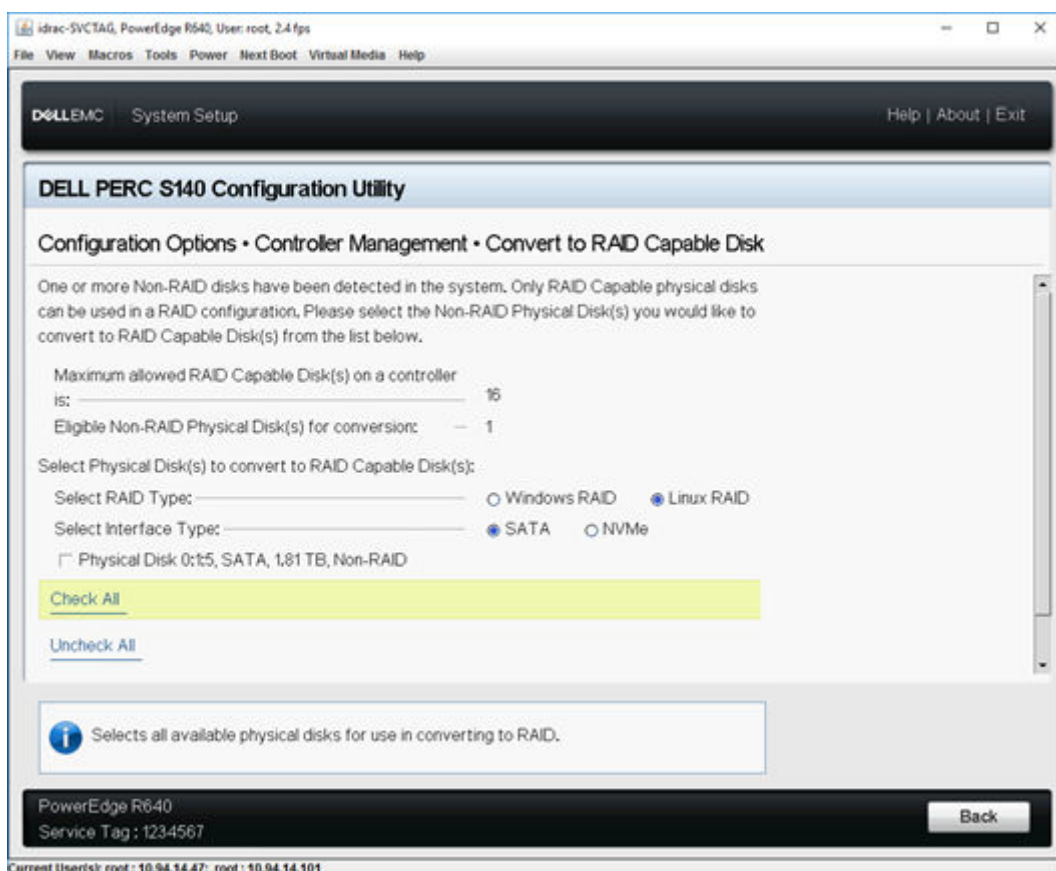 idrac-SVCTAG, PowerEdge R640, User: root, 2.4 fps
File View Macros Tools Power Next Boot Virtual Media Help
DELLEMC System Setup
Help | About | Exit
DELL PERC S140 Configuration Utility
Configuration Options • Controller Management • Convert to RAID Capable Disk
One or more Non-RAID disks have been detected in the system. Only RAID Capable physical disks
can be used in a RAID configuration. Please select the Non-RAID Physical Disk(s) you would like to
convert to RAID Capable Disk(s) from the list below.
Maximum allowed RAID Capable Disk(s) on a controller
is: 16
Eligible Non-RAID Physical Disk(s) for conversion: 1
Select Physical Disk(s) to convert to RAID Capable Disk(s):
Select RAID Type: Windows RAID Linux RAID
Select Interface Type: SATA NVMe
Physical Disk 0:1:5, SATA, 1.81 TB, Non-RAID
Check All
Uncheck All
i Selects all available physical disks for use in converting to RAID.
PowerEdge R640
Service Tag : 1234567
Back
Current User(s): root : 10.94.14.47; root : 10.94.14.101